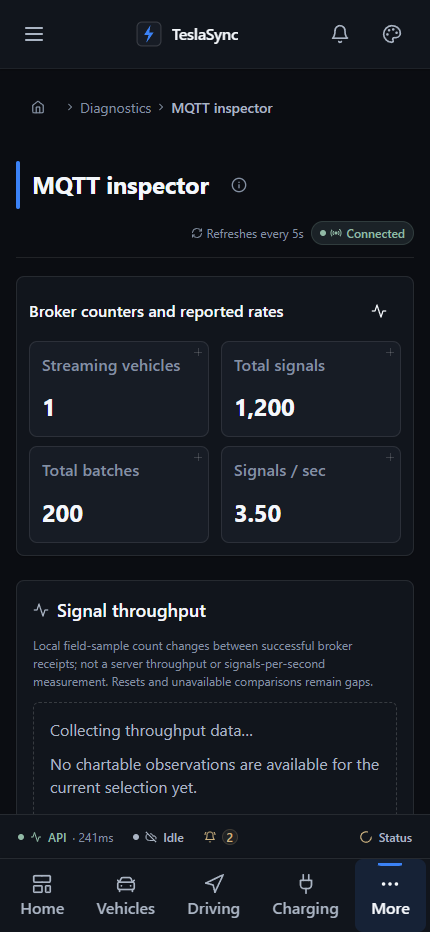 TeslaSync
Diagnostics MQTT inspector
MQTT inspector
Refreshes every 5s Connected
Broker counters and reported rates
Streaming vehicles
1
Total signals
1,200
Total batches
200
Signals / sec
3.50
Signal throughput
Local field-sample count changes between successful broker
receipts; not a server throughput or signals-per-second
measurement. Resets and unavailable comparisons remain gaps.
Collecting throughput data...
No chartable observations are available for the
current selection yet.
API · 241ms Idle 2 Status
Home Vehicles Driving Charging More